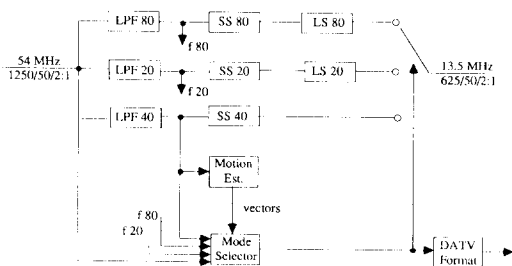 LPF 80
SS 80
LS 80
f 80
54 MHz
1250/50/2:1
LPF 20
SS 20
LS 20
13.5 MHz
625/50/2:1
f 20
LPF 40
SS 40
Motion
Est.
vectors
f 80
f 20
Mode
Selector
DATV
Format